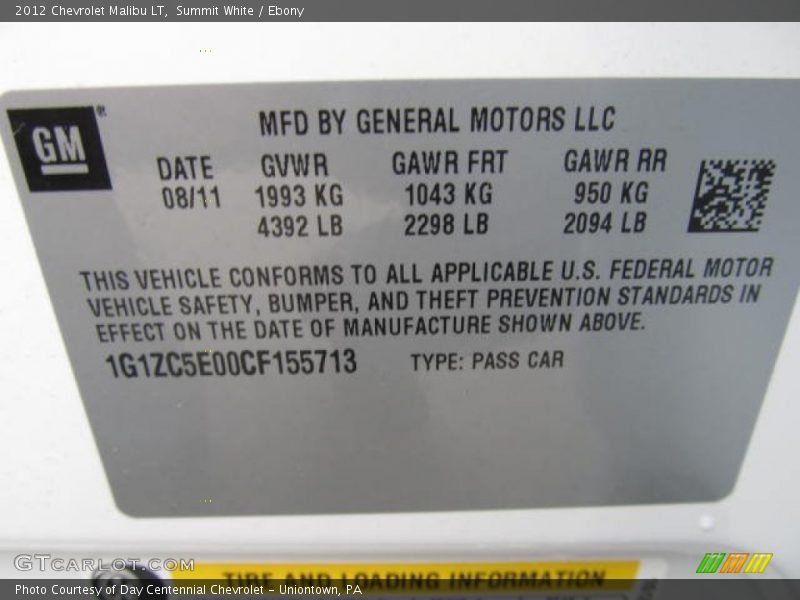 2012 Chevrolet Malibu LT,  Summit White / Ebony
GM®
MFD BY GENERAL MOTORS LLC
DATE GVWR GAWR FRT GAWR RR
08/11 1993 KG 1043 KG 950 KG
4392 LB 2298 LB 2094 LB
THIS VEHICLE CONFORMS TO ALL APPLICABLE U.S. FEDERAL MOTOR
VEHICLE SAFETY, BUMPER, AND THEFT PREVENTION STANDARDS IN
EFFECT ON THE DATE OF MANUFACTURE SHOWN ABOVE.
1G1ZC5E00CF155713 TYPE: PASS CAR
GTCarLot.com
TIRE AND LOADING INFORMATION
Photo Courtesy of Day Centennial Chevrolet - Uniontown, PA